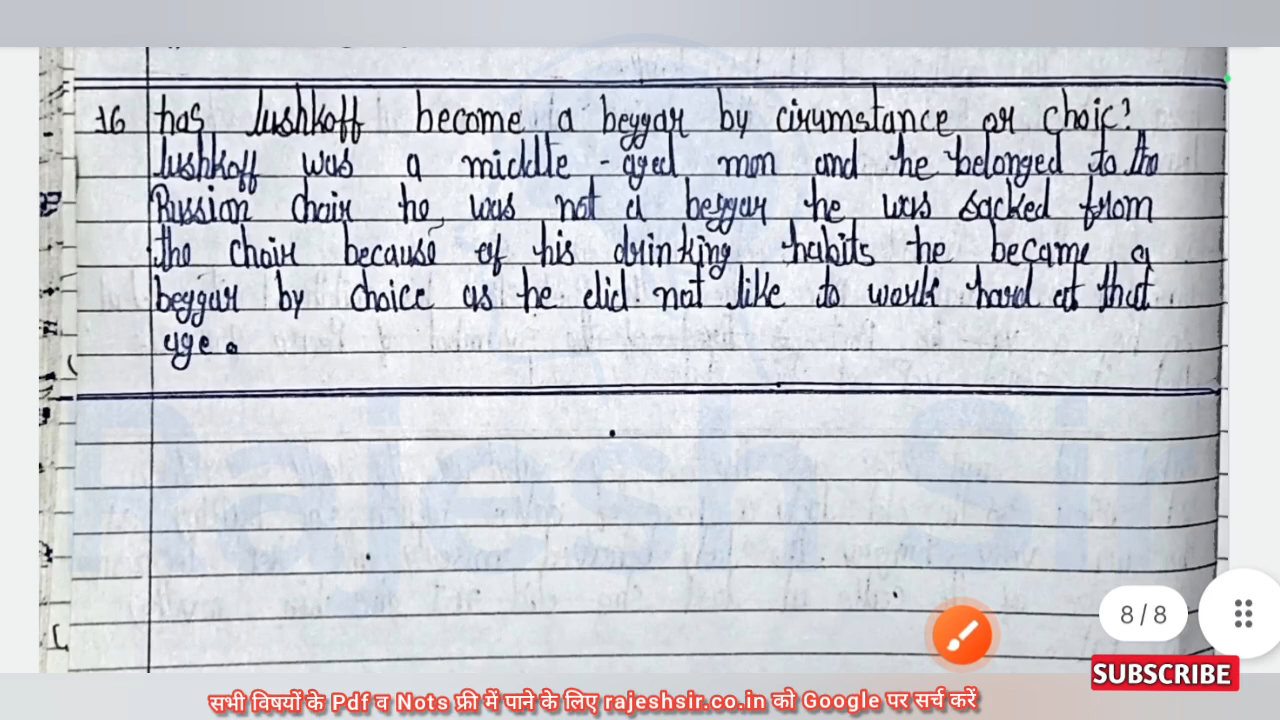 16 has lushkoff become a beggar by cirumstance or choic?
lushkoff was a middle-aged man and he belonged to the
Russian choir he was not a beggar he was sacked from
the choir because of his drinking habits he became a
beggar by choice as he did not like to work hard at that
age.
Rajesh Sir
8 / 8
SUBSCRIBE
सभी विषयों के Pdf व Nots फ्री में पाने के लिए rajeshsir.co.in को Google पर सर्च करें